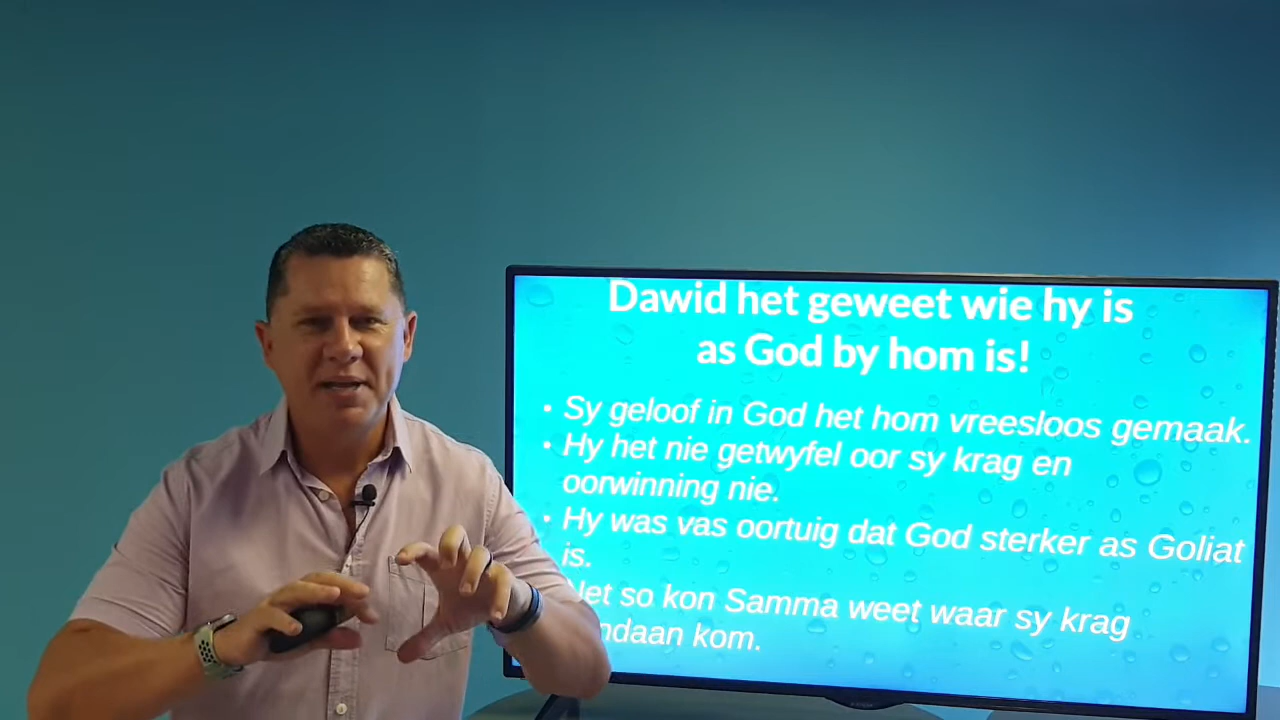 Dawid het geweet wie hy is
as God by hom is!
• Sy geloof in God het hom vreesloos gemaak.
• Hy het nie getwyfel oor sy krag en
oorwinning nie.
• Hy was vas oortuig dat God sterker as Goliat
is.
so kon Samma weet waar sy krag
kom.